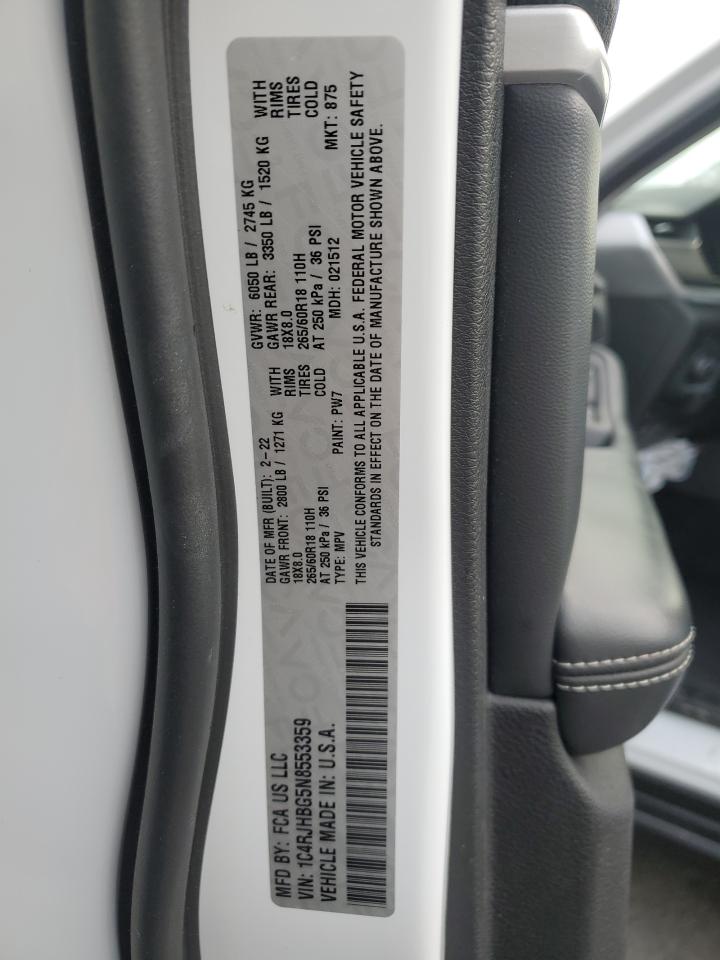 MFD BY: FCA US LLC
VIN: 1C4RJHBG5N8553359
VEHICLE MADE IN: U.S.A.
DATE OF MFR (BUILT): 2-22
GAWR FRONT: 2800 LB / 1271 KG WITH
18X8.0 RIMS
265/60R18 110H TIRES
AT 250 kPa / 36 PSI COLD
TYPE: MPV PAINT: PW7
GVWR: 6050 LB / 2745 KG
GAWR REAR: 3350 LB / 1520 KG WITH
18X8.0 RIMS
265/60R18 110H TIRES
AT 250 kPa / 36 PSI COLD
MDH: 021512 MKT: 875
THIS VEHICLE CONFORMS TO ALL APPLICABLE U.S.A. FEDERAL MOTOR VEHICLE SAFETY
STANDARDS IN EFFECT ON THE DATE OF MANUFACTURE SHOWN ABOVE.